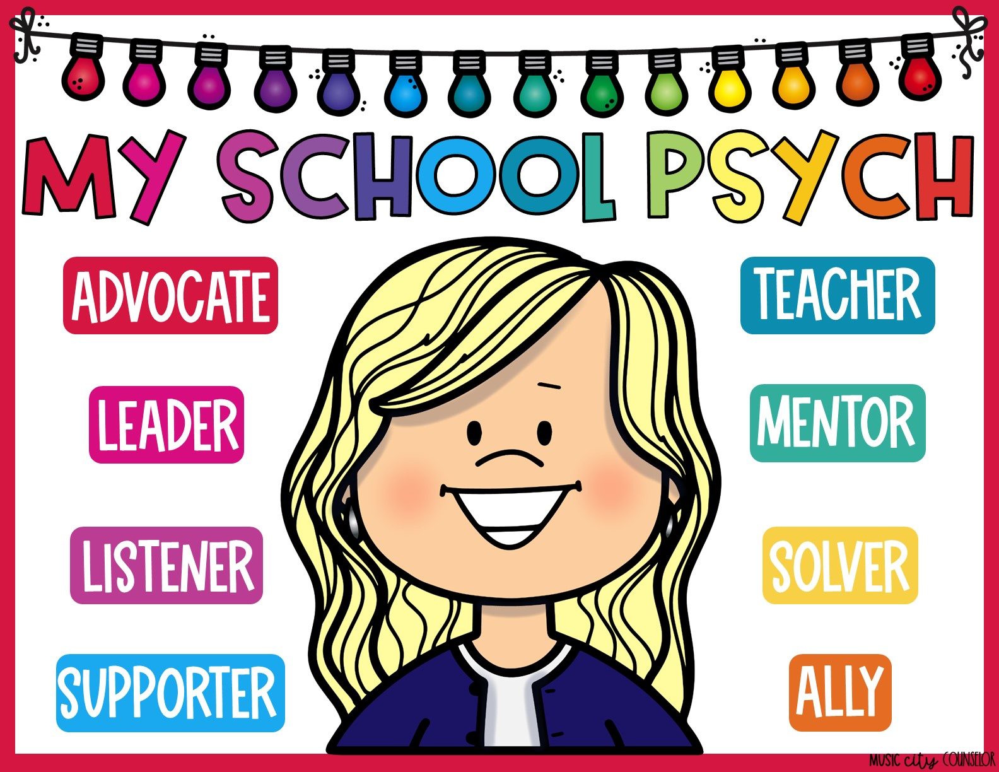 MY SCHOOL PSYCH
ADVOCATE
LEADER
LISTENER
SUPPORTER
TEACHER
MENTOR
SOLVER
ALLY
MUSIC city COUNSELOR